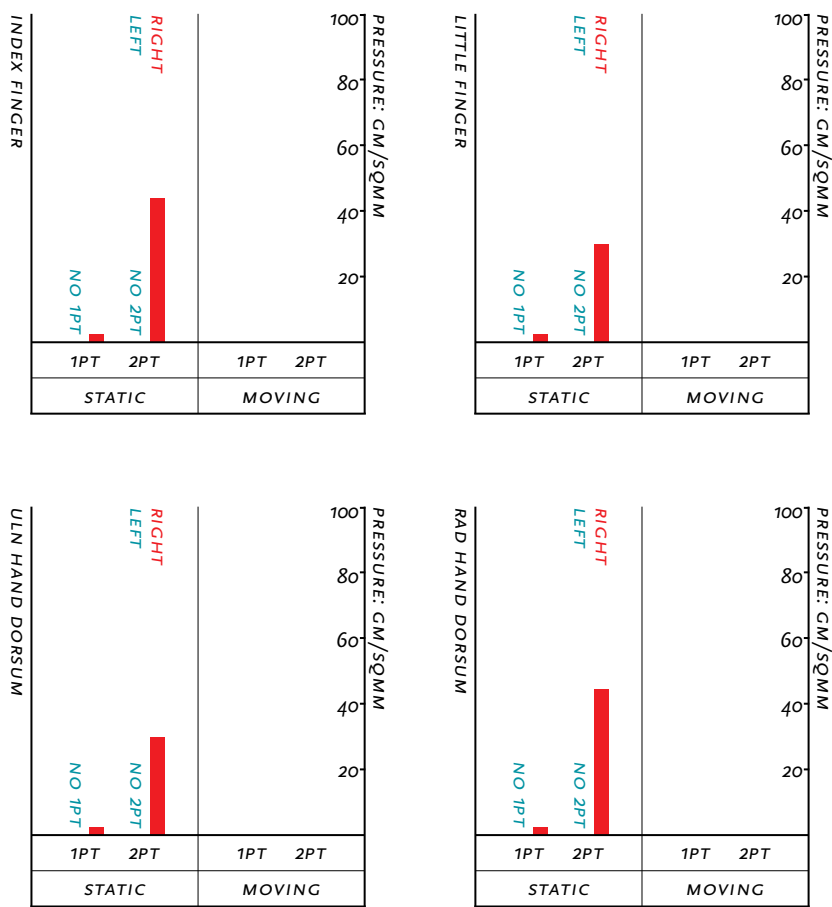 INDEX FINGER
LEFT
RIGHT
NO 1PT
NO 2PT
100
80
60
40
20
PRESSURE: GM/SQMM
1PT 2PT 1PT 2PT
STATIC MOVING
LITTLE FINGER
LEFT
RIGHT
NO 1PT
NO 2PT
100
80
60
40
20
PRESSURE: GM/SQMM
1PT 2PT 1PT 2PT
STATIC MOVING
ULN HAND DORSUM
LEFT
RIGHT
NO 1PT
NO 2PT
100
80
60
40
20
PRESSURE: GM/SQMM
1PT 2PT 1PT 2PT
STATIC MOVING
RAD HAND DORSUM
LEFT
RIGHT
NO 1PT
NO 2PT
100
80
60
40
20
PRESSURE: GM/SQMM
1PT 2PT 1PT 2PT
STATIC MOVING